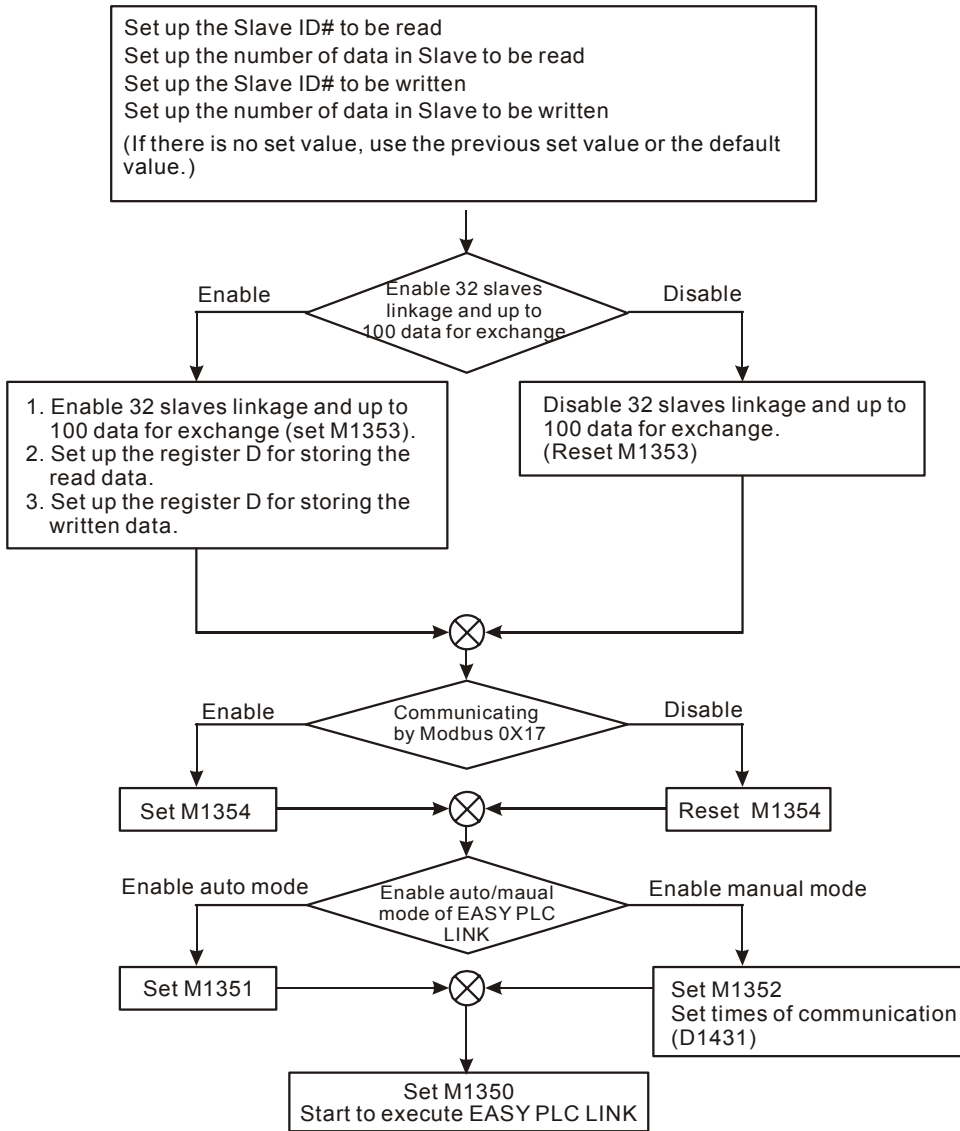 Set up the Slave ID# to be read
Set up the number of data in Slave to be read
Set up the Slave ID# to be written
Set up the number of data in Slave to be written
(If there is no set value, use the previous set value or the default
value.)
Enable
Enable 32 slaves
linkage and up to
100 data for exchange
Disable
1. Enable 32 slaves linkage and up to
100 data for exchange (set M1353).
2. Set up the register D for storing the
read data.
3. Set up the register D for storing the
written data.
Disable 32 slaves linkage and up to
100 data for exchange.
(Reset M1353)
Enable
Communicating
by Modbus 0X17
Disable
Set M1354
Reset M1354
Enable auto mode
Enable auto/maual
mode of EASY PLC
LINK
Enable manual mode
Set M1351
Set M1352
Set times of communication
(D1431)
Set M1350
Start to execute EASY PLC LINK